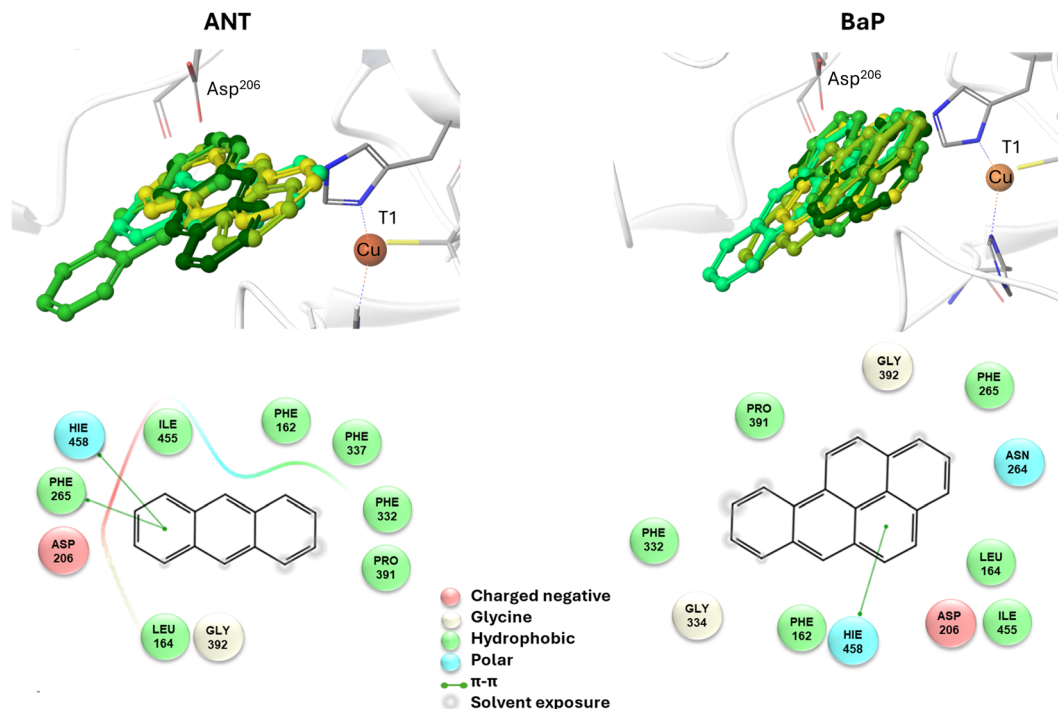 ANT
BaP
Asp206
T1
Cu
Asp206
T1
Cu
HIE
458
ILE
455
PHE
162
PHE
337
PHE
265
PHE
332
ASP
206
PRO
391
LEU
164
GLY
392
GLY
392
PHE
265
PRO
391
ASN
264
PHE
332
LEU
164
GLY
334
PHE
162
HIE
458
ASP
206
ILE
455
Charged negative
Glycine
Hydrophobic
Polar
π-π
Solvent exposure